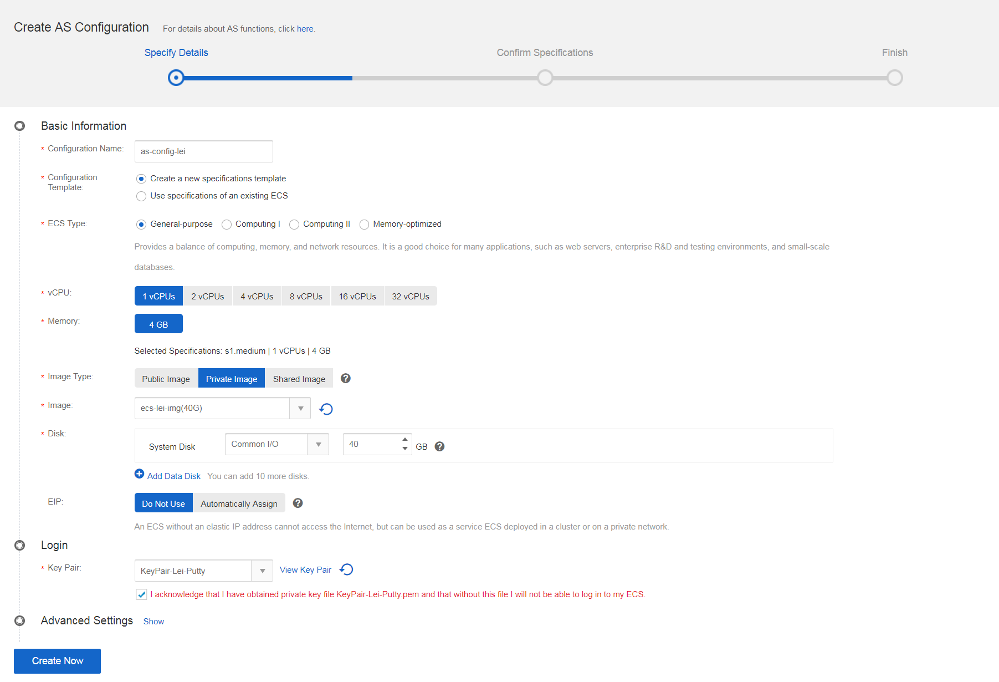 Create AS Configuration For details about AS functions, click here.
Specify Details Confirm Specifications Finish
Basic Information
* Configuration Name: as-config-lei
* Configuration Template: Create a new specifications template
Use specifications of an existing ECS
* ECS Type: General-purpose Computing I Computing II Memory-optimized
Provides a balance of computing, memory, and network resources. It is a good choice for many applications, such as web servers, enterprise R&D and testing environments, and small-scale
databases.
* vCPU: 1 vCPUs 2 vCPUs 4 vCPUs 8 vCPUs 16 vCPUs 32 vCPUs
* Memory: 4 GB
Selected Specifications: s1.medium | 1 vCPUs | 4 GB
* Image Type: Public Image Private Image Shared Image ?
* Image: ecs-lei-img(40G)
* Disk: System Disk Common I/O 40 GB ?
Add Data Disk You can add 10 more disks.
EIP: Do Not Use Automatically Assign ?
An ECS without an elastic IP address cannot access the Internet, but can be used as a service ECS deployed in a cluster or on a private network.
Login
* Key Pair: KeyPair-Lei-Putty View Key Pair
I acknowledge that I have obtained private key file KeyPair-Lei-Putty.pem and that without this file I will not be able to log in to my ECS.
Advanced Settings Show
Create Now